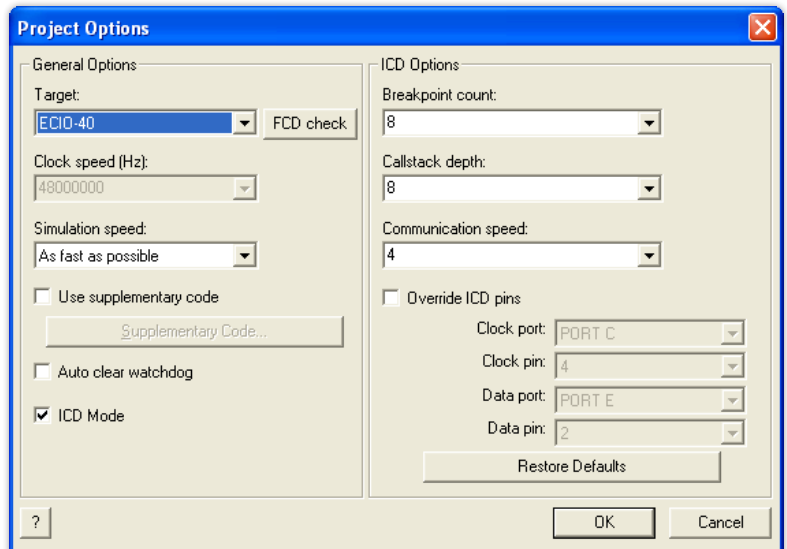 Project Options
General Options
Target:
ECIO-40
FCD check
Clock speed (Hz):
48000000
Simulation speed:
As fast as possible
Use supplementary code
Supplementary Code...
Auto clear watchdog
ICD Mode
?
ICD Options
Breakpoint count:
8
Callstack depth:
8
Communication speed:
4
Override ICD pins
Clock port: PORT C
Clock pin: 4
Data port: PORT E
Data pin: 2
Restore Defaults
OK
Cancel